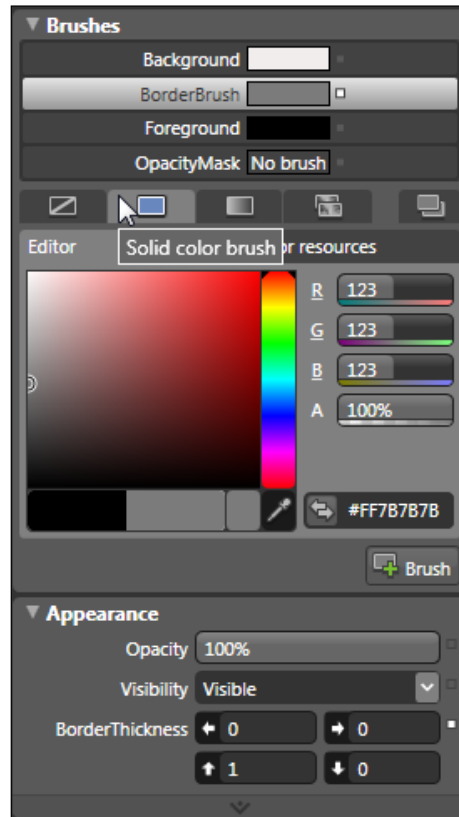 Brushes
Background
BorderBrush
Foreground
OpacityMask No brush
Editor Solid color brush r resources
R 123
G 123
B 123
A 100%
#FF7B7B7B
Brush
Appearance
Opacity 100%
Visibility Visible
BorderThickness 0 0
1 0